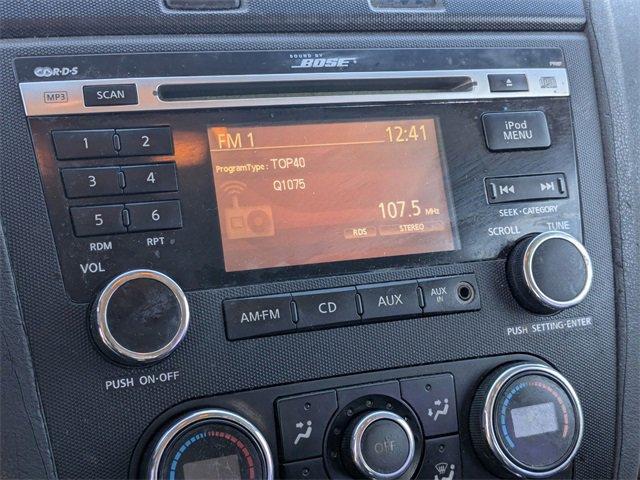 SOUND BY
BOSE
CD R·D·S
MP3
SCAN
iPod
MENU
1 2
3 4
5 6
RDM RPT
FM 1 12:41
ProgramType: TOP40
Q1075
107.5 MHz
RDS STEREO
SEEK·CATEGORY
SCROLL TUNE
VOL
AM·FM CD AUX AUX IN
PUSH ON·OFF
PUSH SETTING·ENTER
OFF